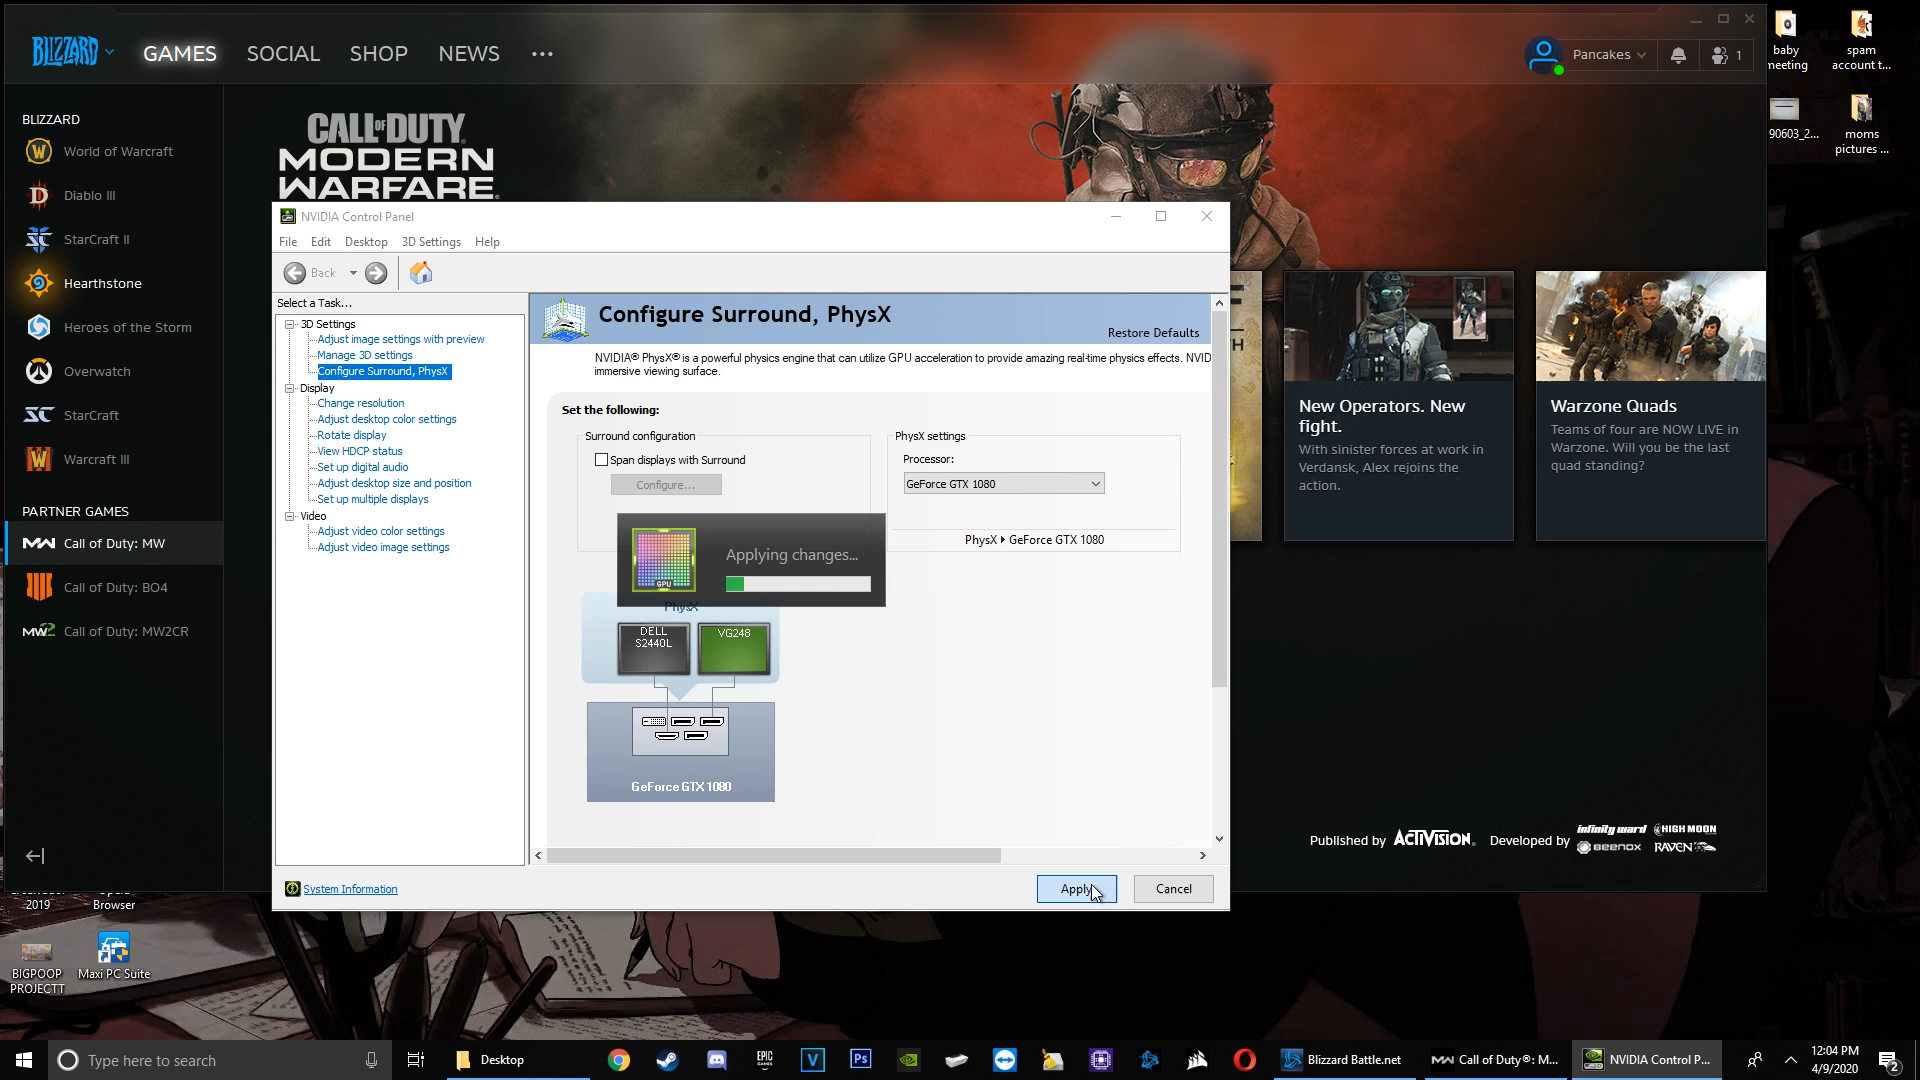 BLIZZARD
GAMES
SOCIAL
SHOP
NEWS
Pancakes
1
baby
meeting
spam
account t...
90603_2...
moms
pictures ...
BLIZZARD
World of Warcraft
Diablo III
StarCraft II
Hearthstone
Heroes of the Storm
Overwatch
StarCraft
Warcraft III
PARTNER GAMES
Call of Duty: MW
Call of Duty: BO4
Call of Duty: MW2CR
CALL OF DUTY
MODERN
WARFARE
NVIDIA Control Panel
File Edit Desktop 3D Settings Help
Back
Select a Task...
3D Settings
Adjust image settings with preview
Manage 3D settings
Configure Surround, PhysX
Display
Change resolution
Adjust desktop color settings
Rotate display
View HDCP status
Set up digital audio
Adjust desktop size and position
Set up multiple displays
Video
Adjust video color settings
Adjust video image settings
Configure Surround, PhysX
Restore Defaults
NVIDIA® PhysX® is a powerful physics engine that can utilize GPU acceleration to provide amazing real-time physics effects. NVID
immersive viewing surface.
Set the following:
Surround configuration
Span displays with Surround
Configure...
PhysX settings
Processor:
GeForce GTX 1080
PhysX GeForce GTX 1080
GPU
Applying changes...
PhysX
DELL
S2440L
VG248
GeForce GTX 1080
System Information
Apply
Cancel
New Operators. New
fight.
With sinister forces at work in
Verdansk, Alex rejoins the
action.
Warzone Quads
Teams of four are NOW LIVE in
Warzone. Will you be the last
quad standing?
Published by ACTIVISION. Developed by infinity ward HIGH MOON
BEENOX RAVEN
2019
Browser
BIGPOOP
PROJECTT
Maxi PC Suite
Type here to search
Desktop
EPIC
GAMES
V
Ps
Blizzard Battle.net
Call of Duty®: M...
NVIDIA Control P...
12:04 PM
4/9/2020
2